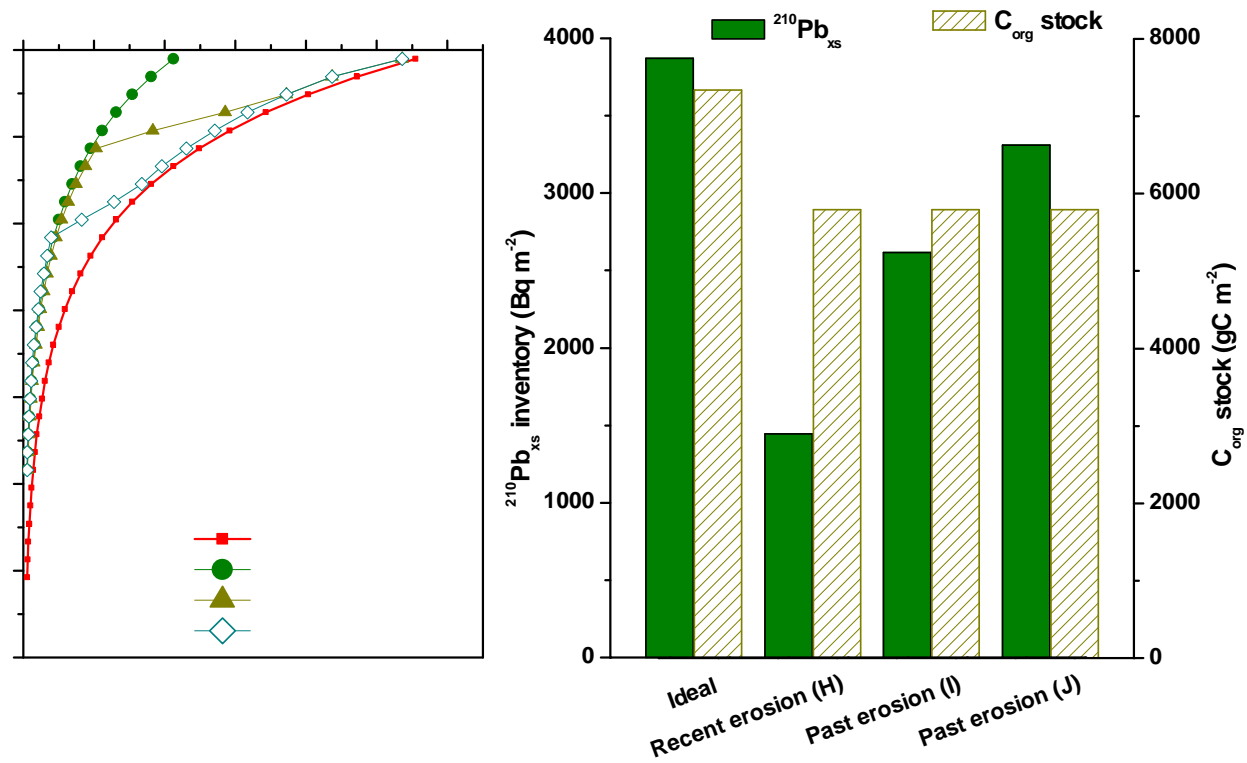 ²¹⁰Pbxs
Corg stock
4000
3000
2000
1000
0
²¹⁰Pbxs inventory (Bq m⁻²)
8000
6000
4000
2000
0
Corg stock (gC m⁻²)
Ideal
Recent erosion (H)
Past erosion (I)
Past erosion (J)